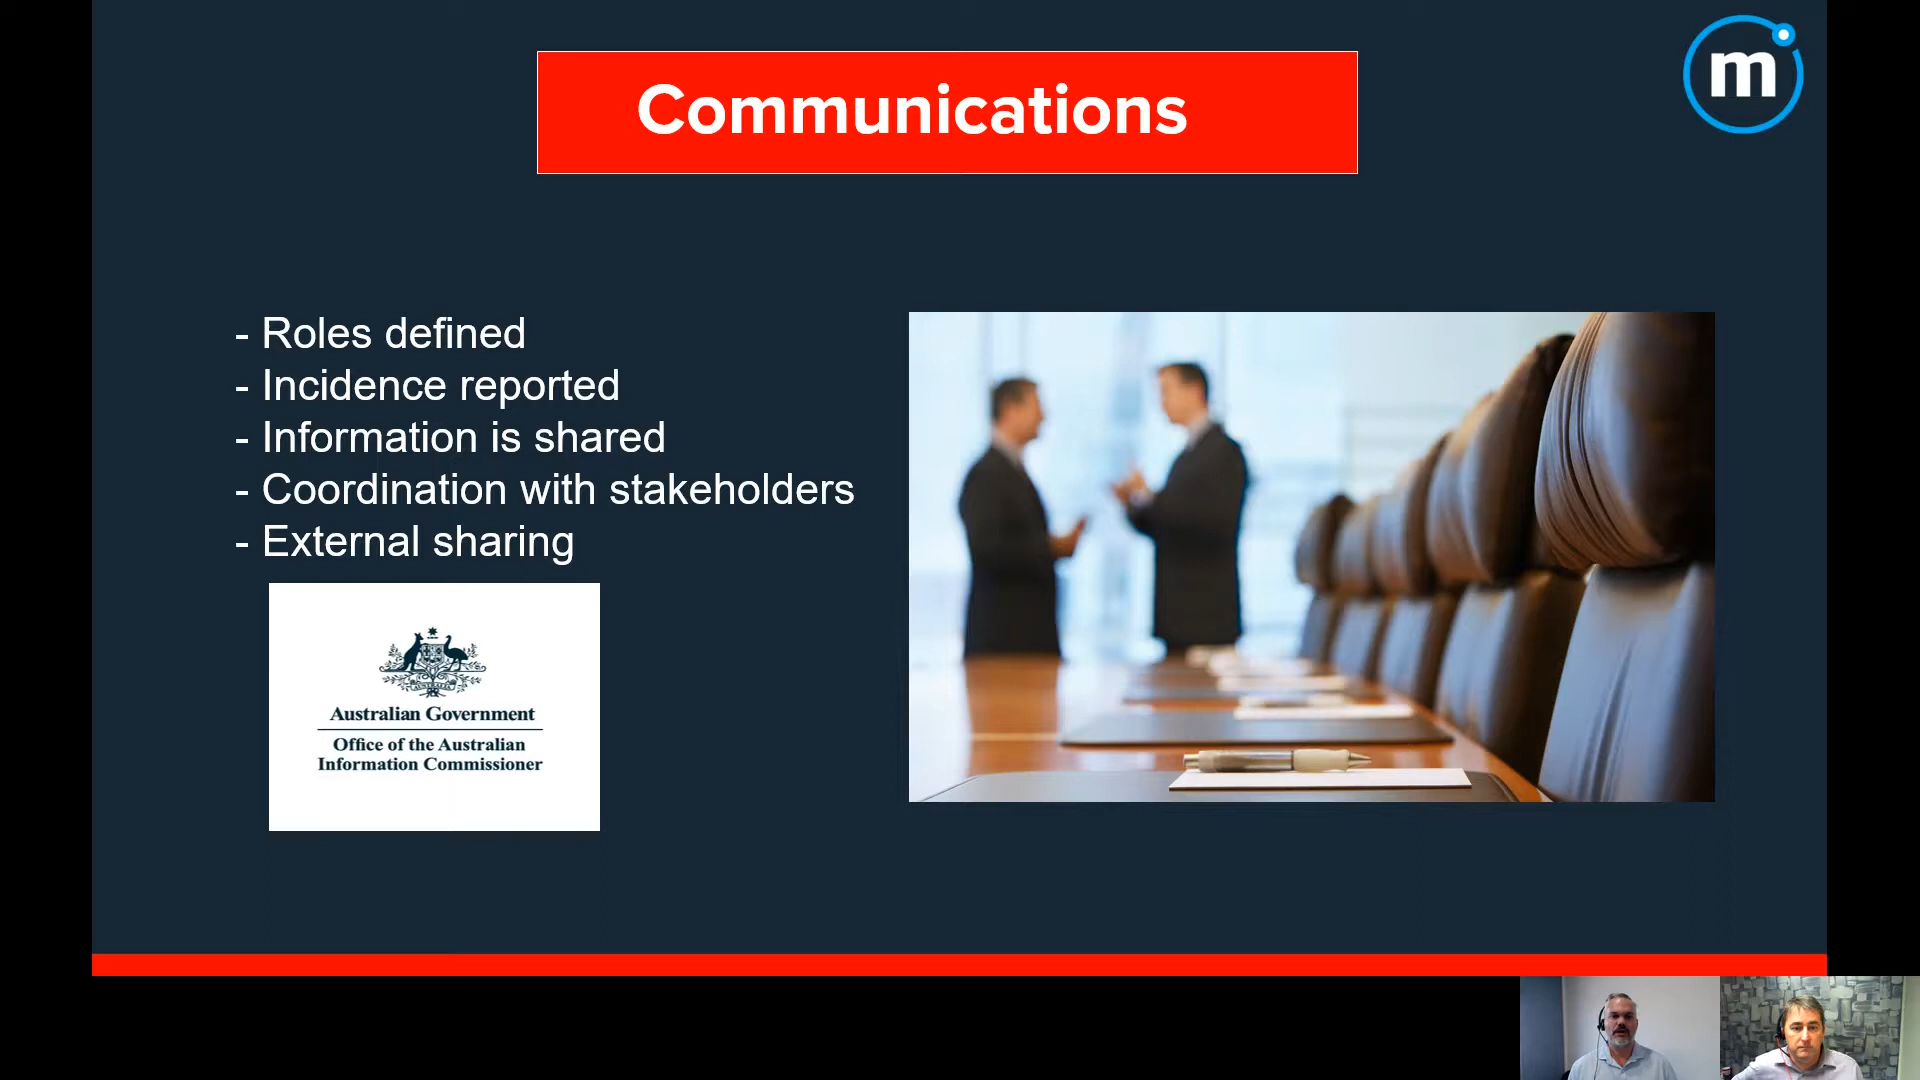 Communications
m
- Roles defined
- Incidence reported
- Information is shared
- Coordination with stakeholders
- External sharing
AUSTRALIA
Australian Government
Office of the Australian
Information Commissioner